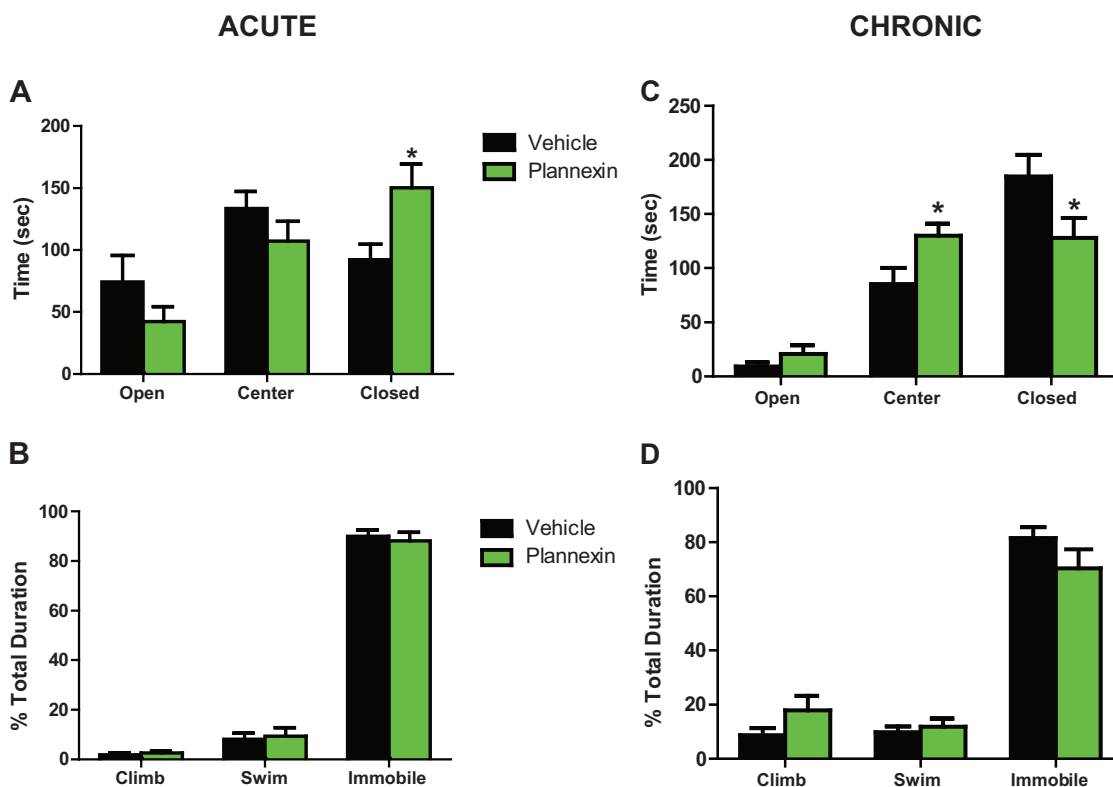 ACUTE
CHRONIC
A
200
150
100
50
0
Time (sec)
*
Open Center Closed
Vehicle
Plannexin
C
250
200
150
100
50
0
Time (sec)
* *
Open Center Closed
B
100
80
60
40
20
0
% Total Duration
Climb Swim Immobile
Vehicle
Plannexin
D
100
80
60
40
20
0
% Total Duration
Climb Swim Immobile